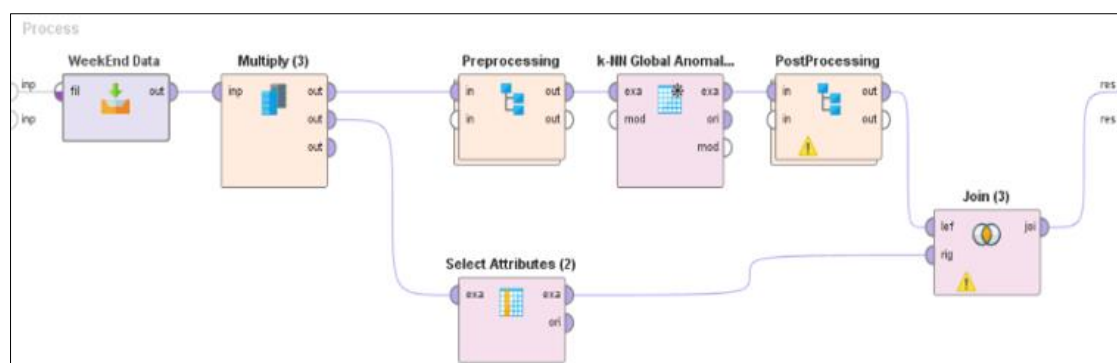 Process
WeekEnd Data
Multiply (3)
Preprocessing
k-NN Global Anomal...
PostProcessing
inp
inp
fil
out
inp
out
out
out
in
in
out
out
exa
mod
exa
ori
mod
in
in
out
out
res
res
Join (3)
lef
rig
joi
Select Attributes (2)
exa
exa
ori